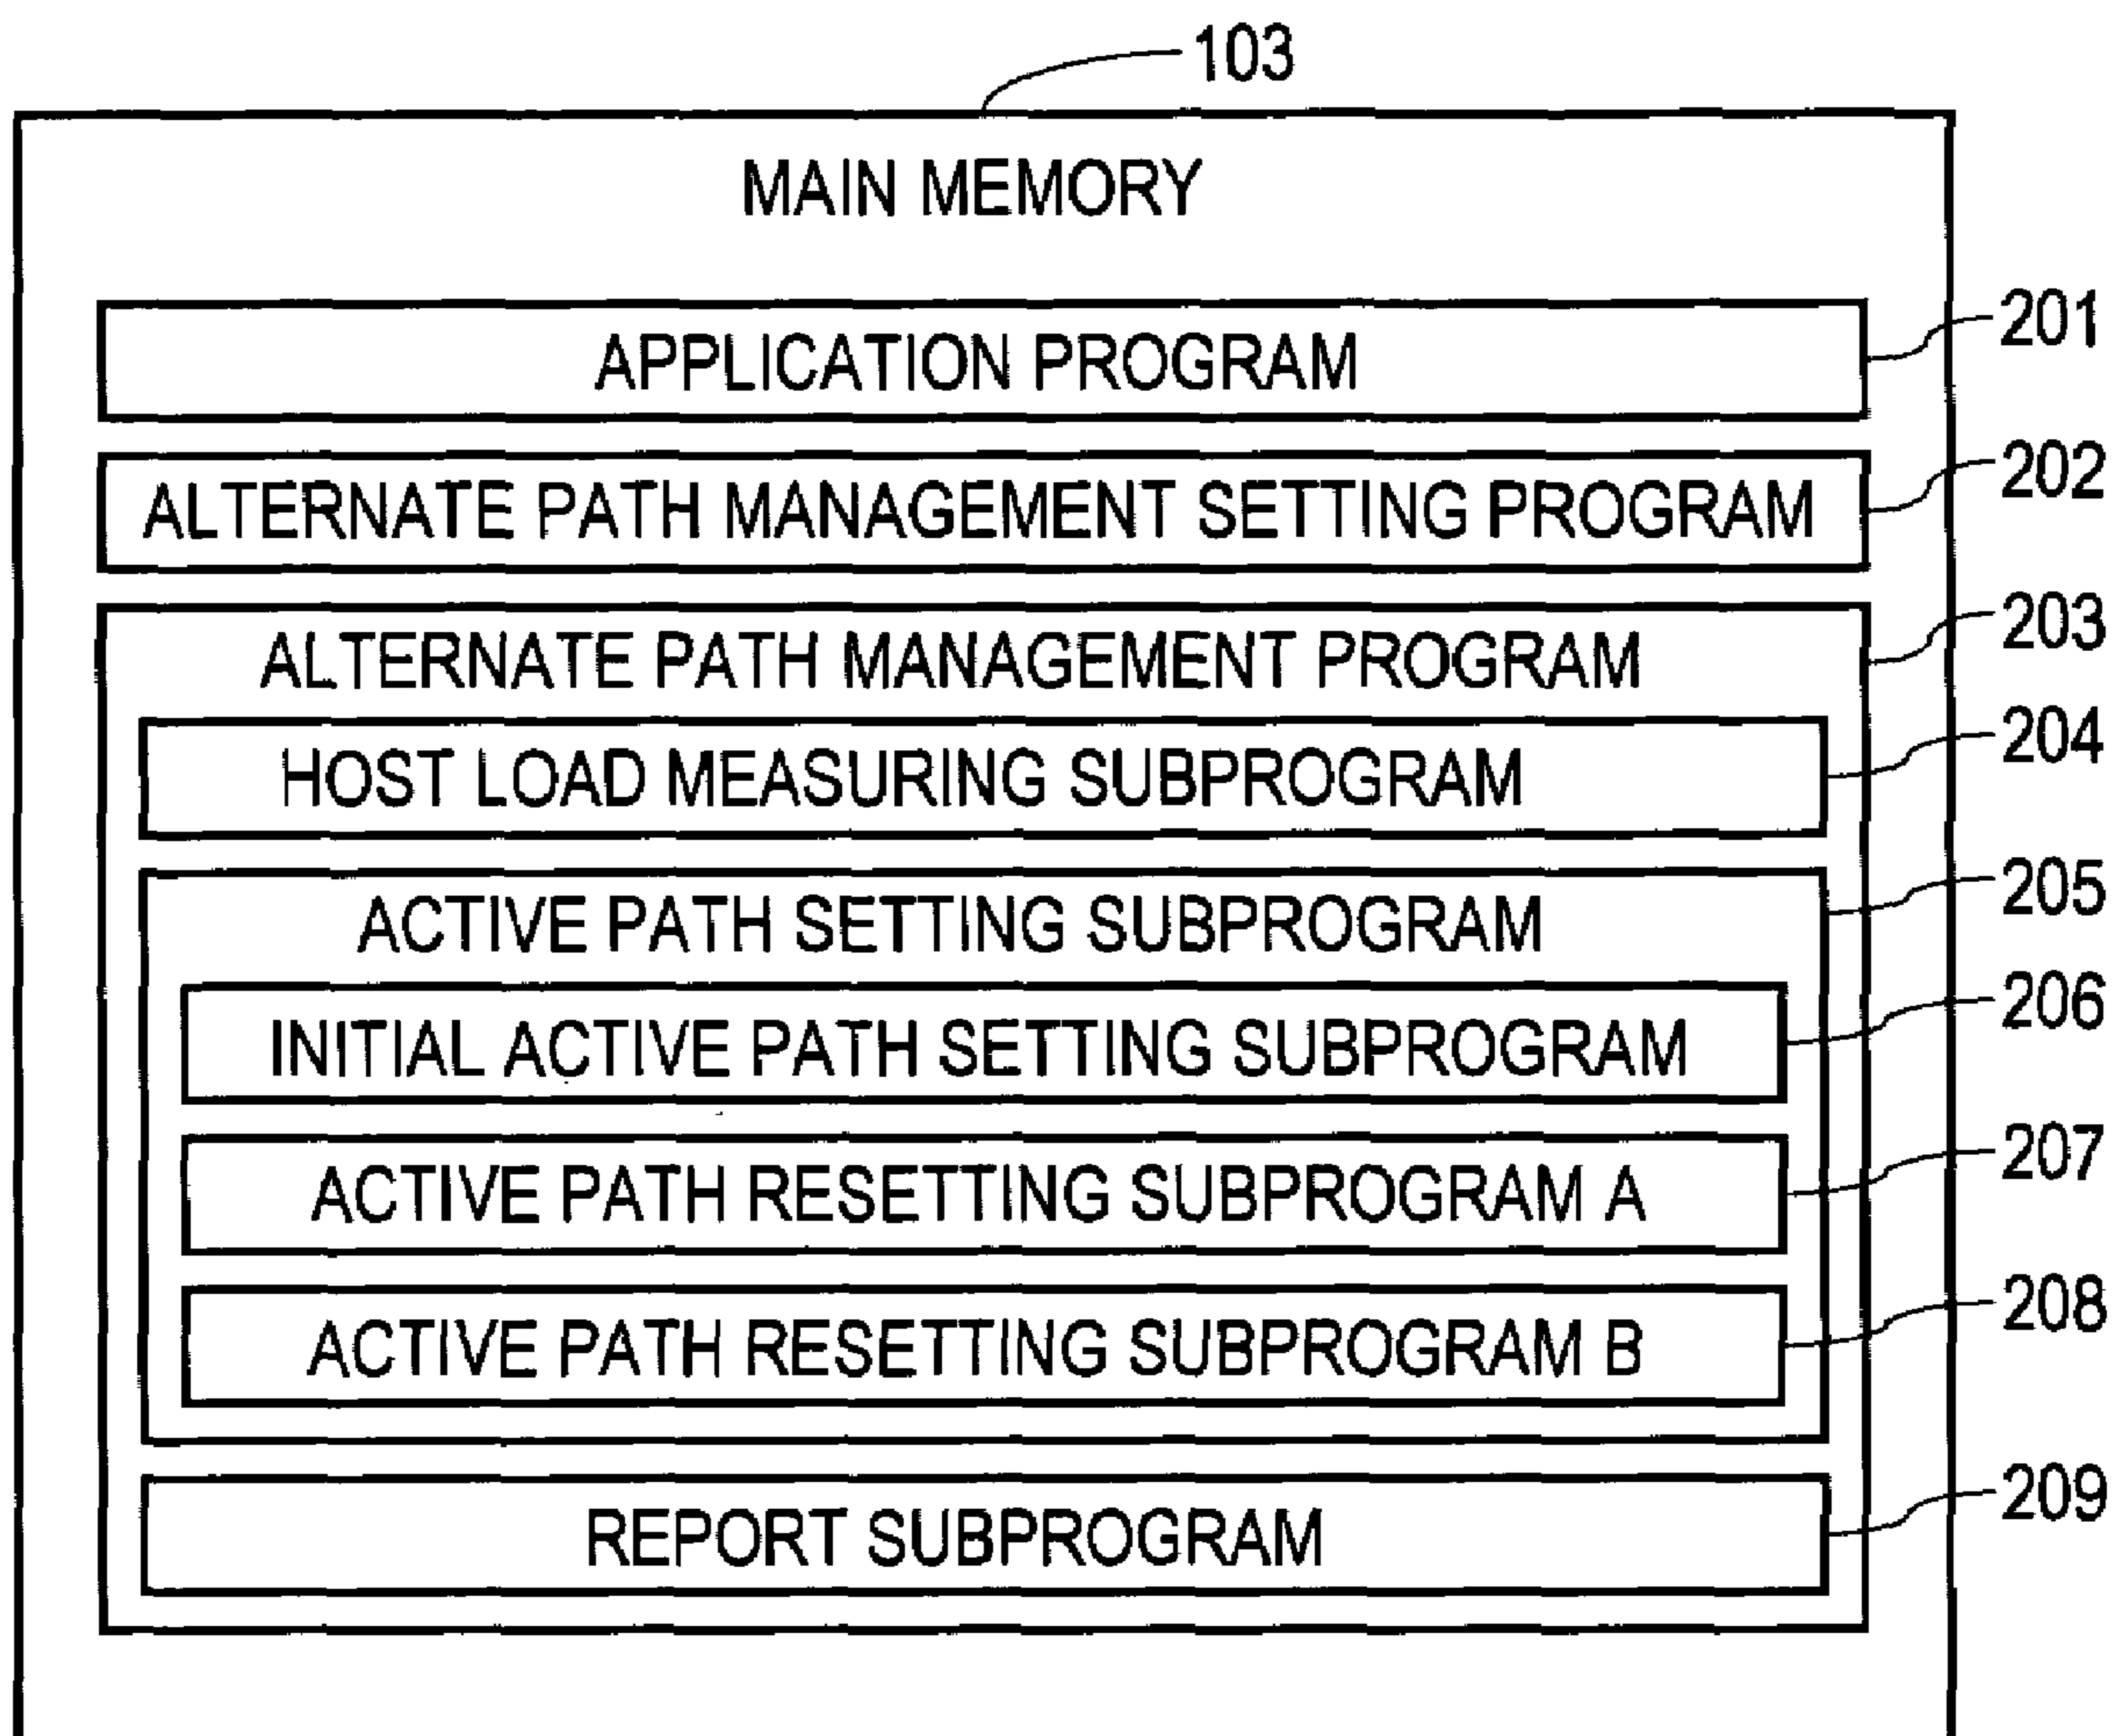 103
MAIN MEMORY
APPLICATION PROGRAM
201
ALTERNATE PATH MANAGEMENT SETTING PROGRAM
202
ALTERNATE PATH MANAGEMENT PROGRAM
203
HOST LOAD MEASURING SUBPROGRAM
204
ACTIVE PATH SETTING SUBPROGRAM
205
INITIAL ACTIVE PATH SETTING SUBPROGRAM
206
ACTIVE PATH RESETTING SUBPROGRAM A
207
ACTIVE PATH RESETTING SUBPROGRAM B
208
REPORT SUBPROGRAM
209